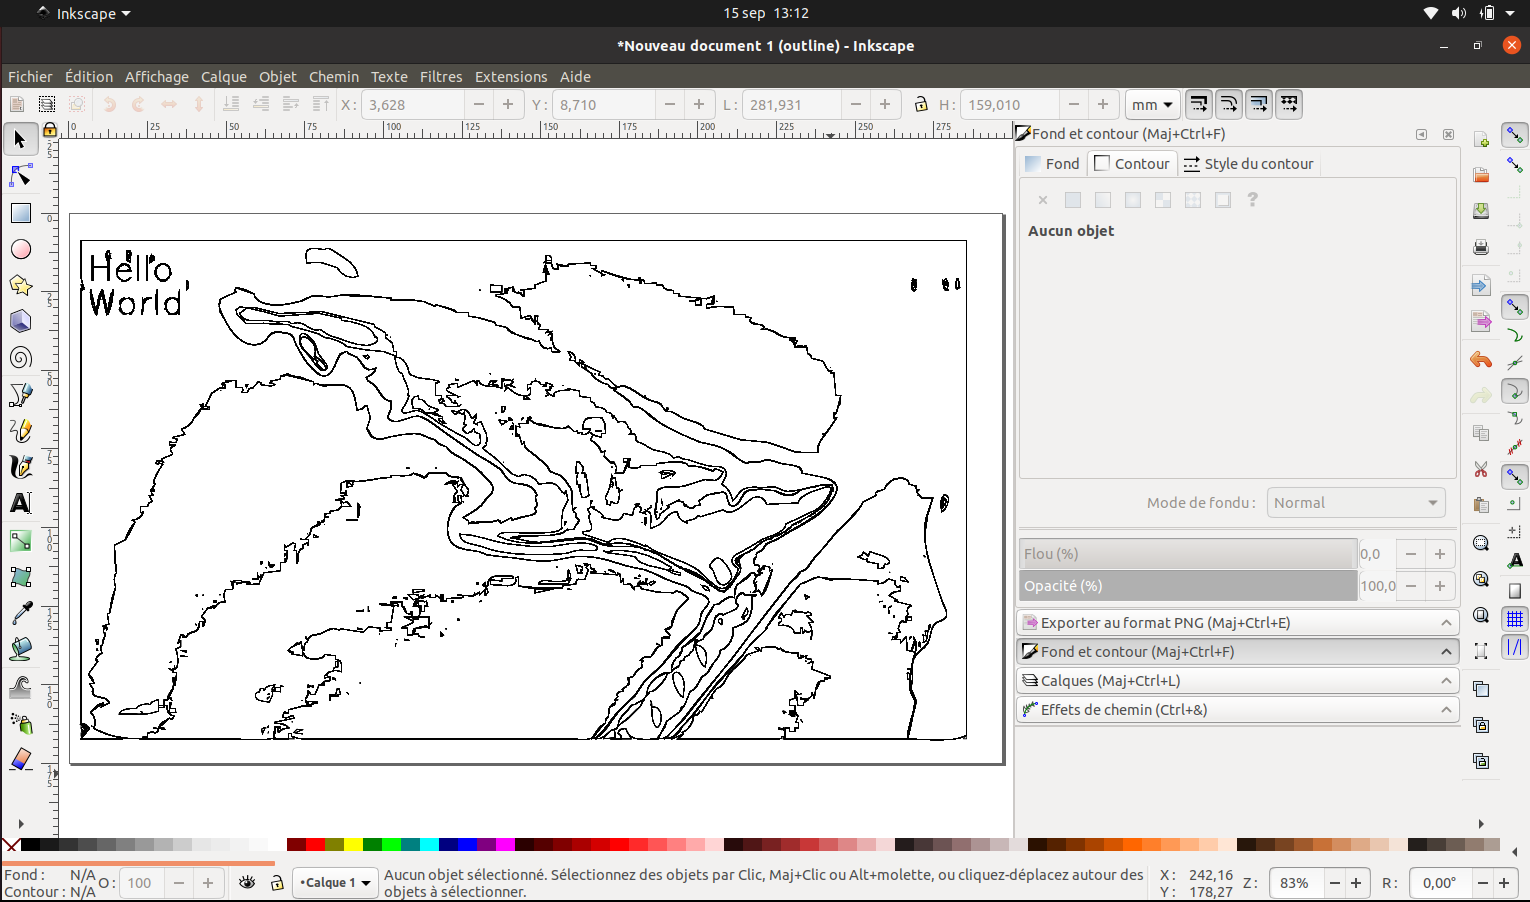 Inkscape
15 sep 13:12
*Nouveau document 1 (outline) - Inkscape
Fichier Édition Affichage Calque Objet Chemin Texte Filtres Extensions Aide
X : 3,628 Y : 8,710 L : 281,931 H : 159,010 mm
0 25 50 75 100 125 150 175 200 225 250 275
Fond et contour (Maj+Ctrl+F)
Fond Contour Style du contour
Aucun objet
Hello
World
Mode de fondu : Normal
Flou (%) 0,0
Opacité (%) 100,0
Exporter au format PNG (Maj+Ctrl+E)
Fond et contour (Maj+Ctrl+F)
Calques (Maj+Ctrl+L)
Effets de chemin (Ctrl+&)
Fond : N/A
Contour : N/A
O : 100
•Calque 1
Aucun objet sélectionné. Sélectionnez des objets par Clic, Maj+Clic ou Alt+molette, ou cliquez-déplacez autour des
objets à sélectionner.
X : 242,16
Y : 178,27
Z : 83%
R : 0,00°